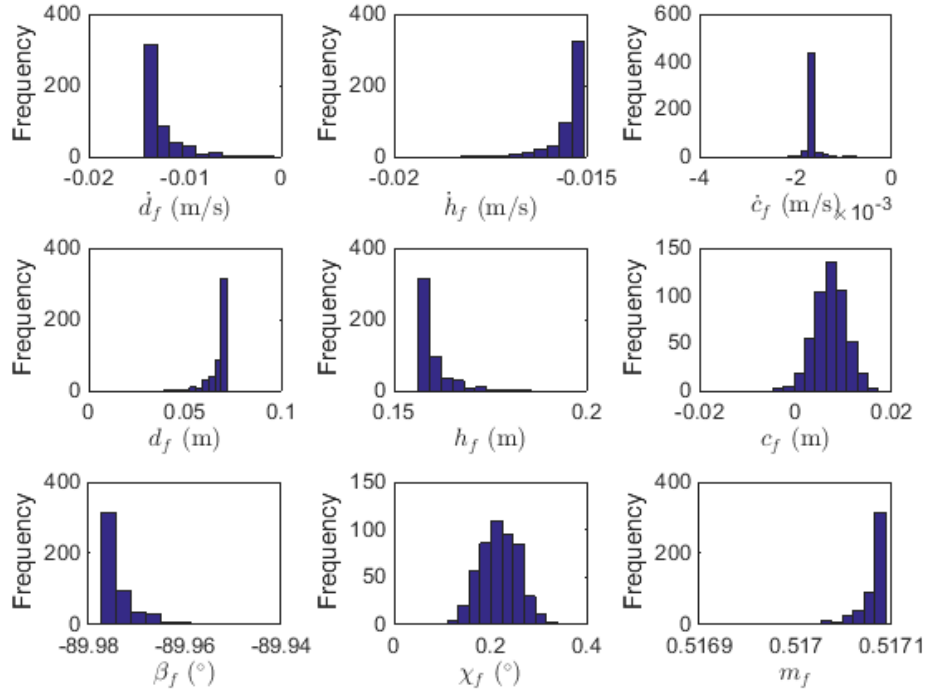 400 400 600
Frequency Frequency Frequency
200 200 400
200
0 0 0
-0.02 -0.01 0 -0.02 -0.015 -4 -2 0
ḋ_f (m/s) ḣ_f (m/s) ċ_f (m/s) ×10⁻³
400 400 150
Frequency Frequency Frequency
200 200 100
50
0 0 0
0 0.05 0.1 0.15 0.2 -0.02 0 0.02
d_f (m) h_f (m) c_f (m)
400 150 400
Frequency Frequency Frequency
200 100 200
50
0 0 0
-89.98 -89.96 -89.94 0 0.2 0.4 0.5169 0.517 0.5171
β_f (°) χ_f (°) m_f